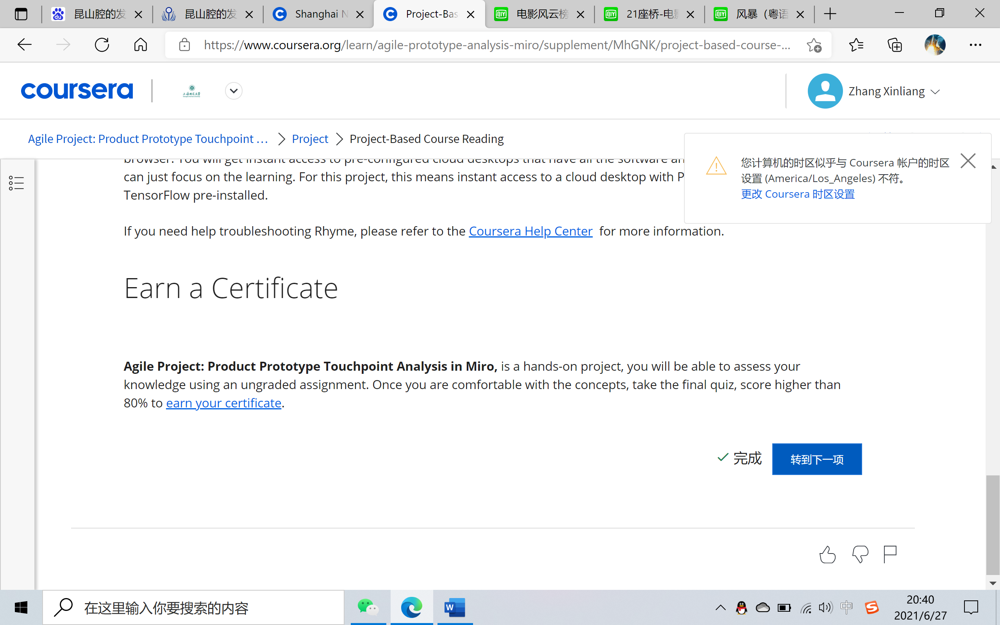 昆山腔的发
昆山腔的发
Shanghai N
Project-Bas
电影风云榜
21座桥-电影
风暴（粤语
https://www.coursera.org/learn/agile-prototype-analysis-miro/supplement/MhGNK/project-based-course-...
coursera
上海师范大学
Zhang Xinliang
Agile Project: Product Prototype Touchpoint … > Project > Project-Based Course Reading
您计算机的时区似乎与 Coursera 帐户的时区
设置 (America/Los_Angeles) 不符。
更改 Coursera 时区设置
browser. You will get instant access to pre-configured cloud desktops that have all the software an
can just focus on the learning. For this project, this means instant access to a cloud desktop with P
TensorFlow pre-installed.
If you need help troubleshooting Rhyme, please refer to the Coursera Help Center for more information.
Earn a Certificate
Agile Project: Product Prototype Touchpoint Analysis in Miro, is a hands-on project, you will be able to assess your
knowledge using an ungraded assignment. Once you are comfortable with the concepts, take the final quiz, score higher than
80% to earn your certificate.
完成
转到下一项
在这里输入你要搜索的内容
中
20:40
2021/6/27